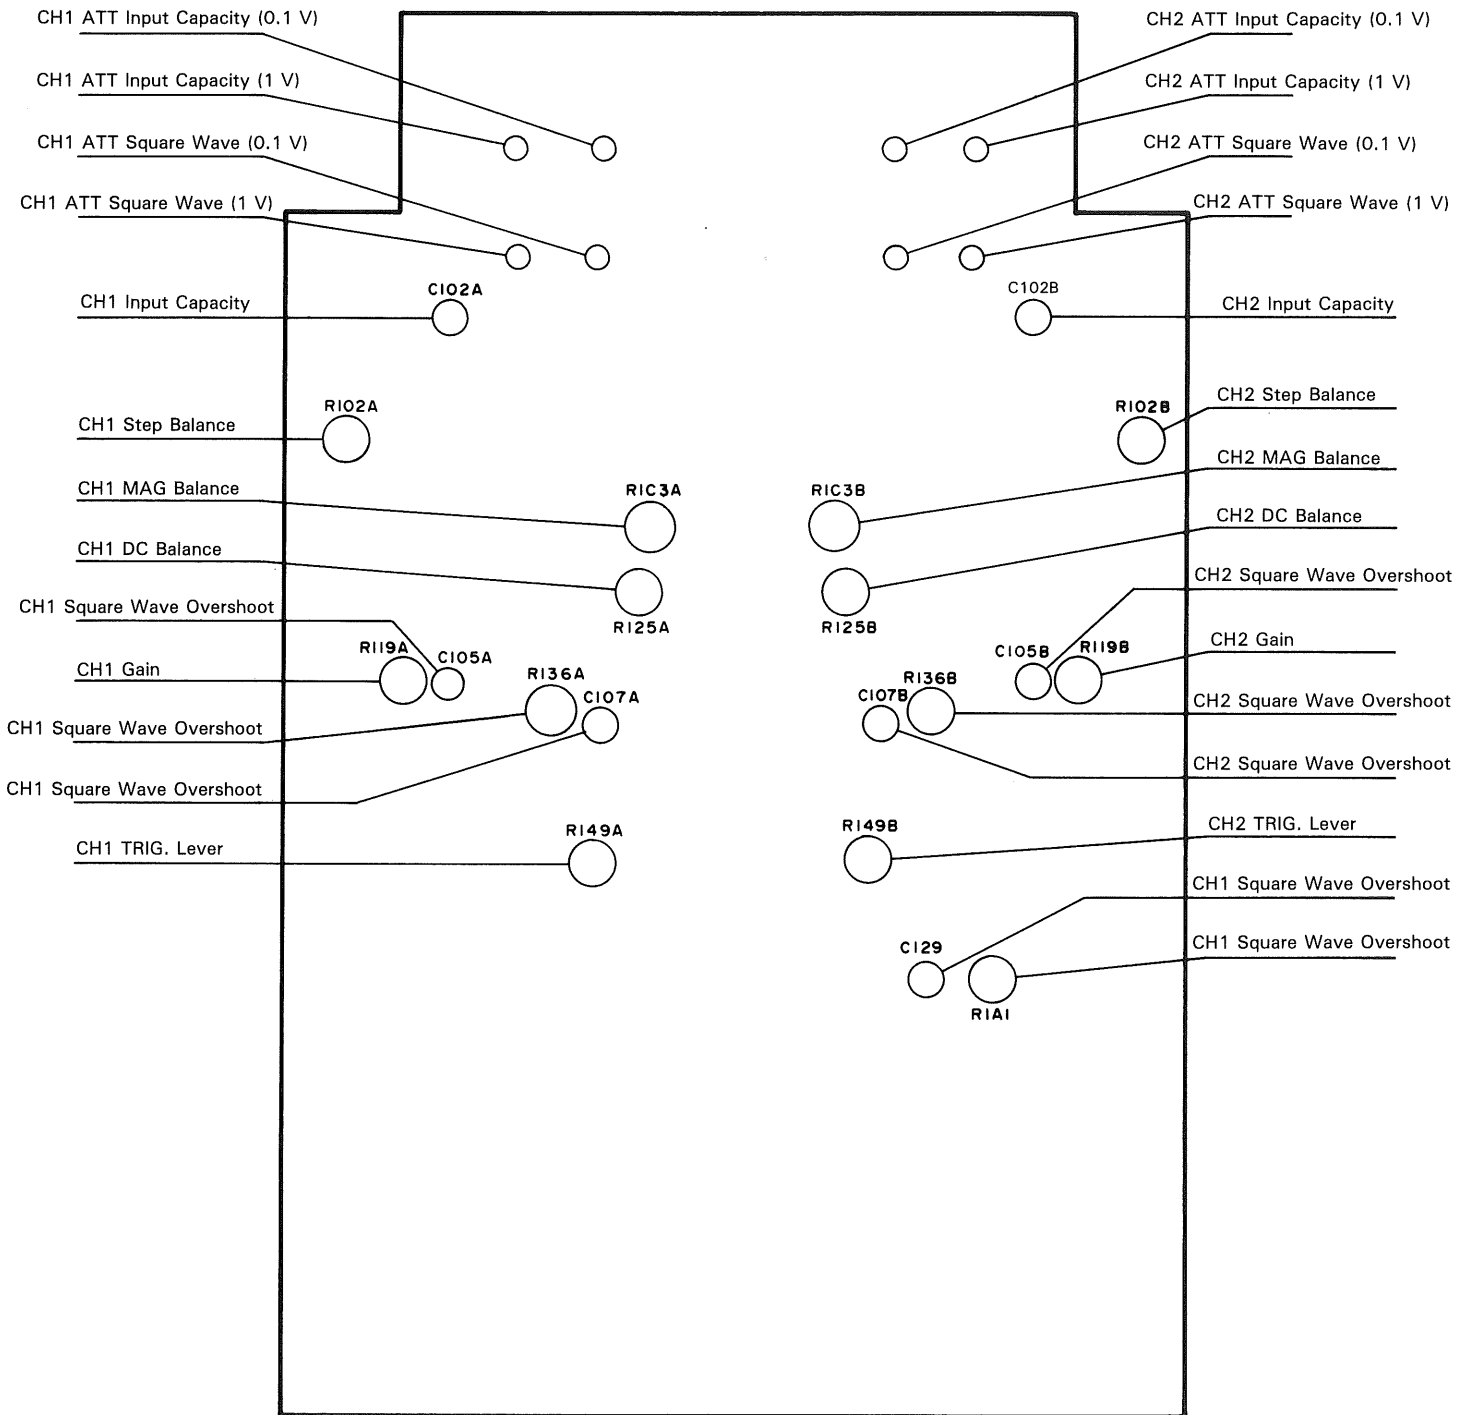 CH1 ATT Input Capacity (0.1 V)
CH2 ATT Input Capacity (0.1 V)
CH1 ATT Input Capacity (1 V)
CH2 ATT Input Capacity (1 V)
CH1 ATT Square Wave (0.1 V)
CH2 ATT Square Wave (0.1 V)
CH1 ATT Square Wave (1 V)
CH2 ATT Square Wave (1 V)
C102A
C102B
CH1 Input Capacity
CH2 Input Capacity
R102A
R102B
CH2 Step Balance
CH1 Step Balance
CH2 MAG Balance
CH1 MAG Balance
R1C3A
R1C3B
CH2 DC Balance
CH1 DC Balance
CH2 Square Wave Overshoot
CH1 Square Wave Overshoot
R125A
R125B
R119A
C105A
C105B
R119B
CH2 Gain
CH1 Gain
R136A
R136B
C107A
C107B
CH2 Square Wave Overshoot
CH1 Square Wave Overshoot
CH2 Square Wave Overshoot
CH1 Square Wave Overshoot
R149A
R149B
CH2 TRIG. Lever
CH1 TRIG. Lever
CH1 Square Wave Overshoot
C129
CH1 Square Wave Overshoot
R1A1